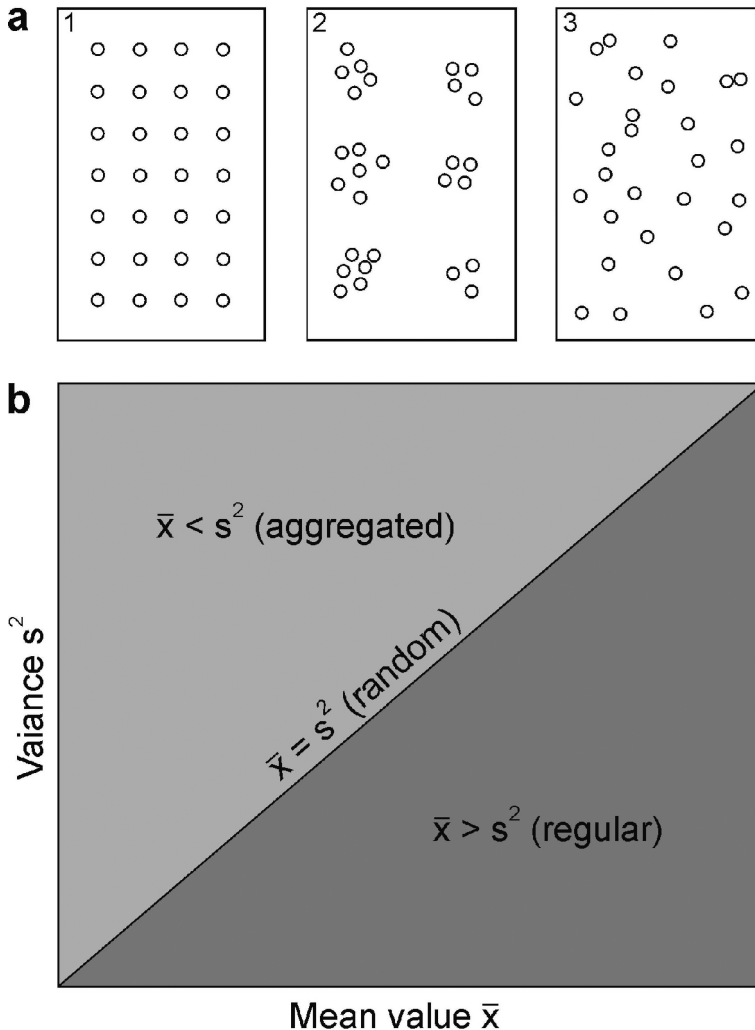 a
1
2
3
b
x̄ < s² (aggregated)
x̄ = s² (random)
x̄ > s² (regular)
Vaiance s²
Mean value x̄